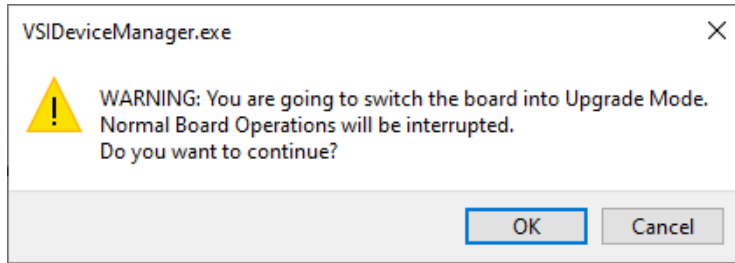 VSIDeviceManager.exe
WARNING: You are going to switch the board into Upgrade Mode.
Normal Board Operations will be interrupted.
Do you want to continue?
OK
Cancel